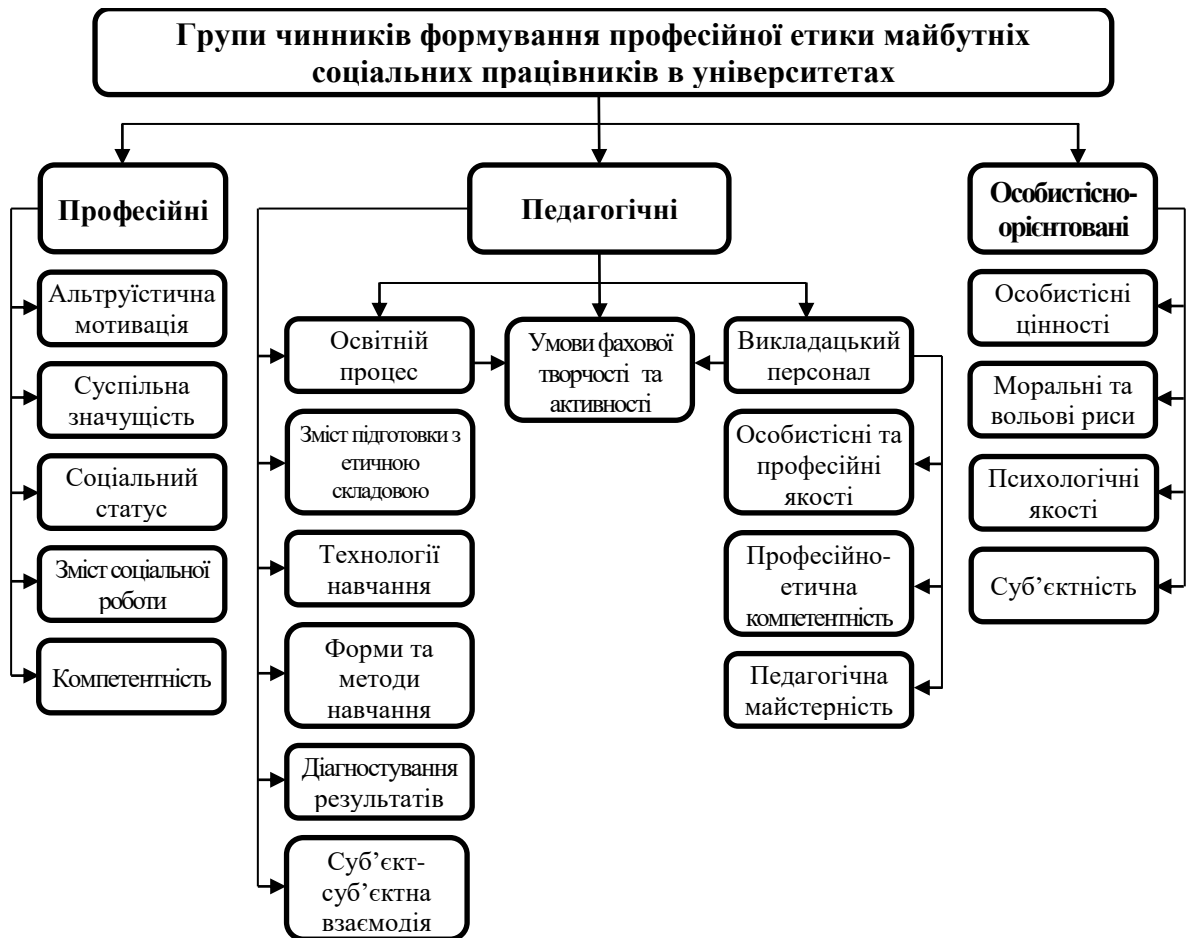 Групи чинників формування професійної етики майбутніх
соціальних працівників в університетах
Професійні
Альтруїстична
мотивація
Суспільна
значущість
Соціальний
статус
Зміст соціальної
роботи
Компетентність
Педагогічні
Освітній
процес
Зміст підготовки з
етичною
складовою
Технології
навчання
Форми та
методи
навчання
Діагностування
результатів
Суб’єкт-
суб’єктна
взаємодія
Умови фахової
творчості та
активності
Викладацький
персонал
Особистісні та
професійні
якості
Професійно-
етична
компетентність
Педагогічна
майстерність
Особистісно-
орієнтовані
Особистісні
цінності
Моральні та
вольові риси
Психологічні
якості
Суб’єктність